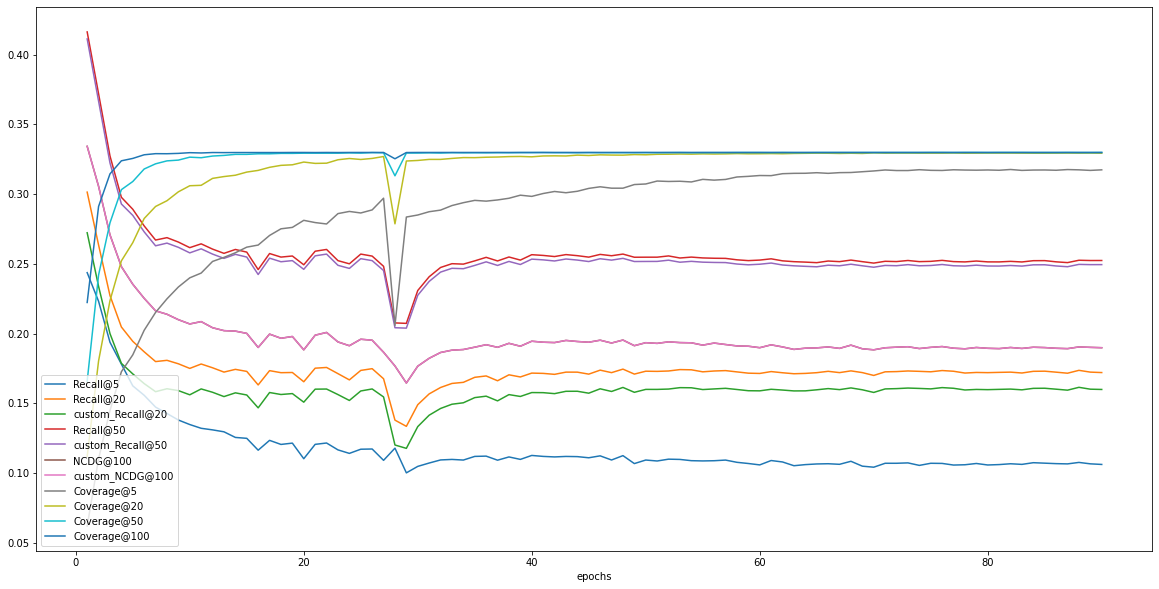 0.40
0.35
0.30
0.25
0.20
0.15
0.10
0.05
Recall@5
Recall@20
custom_Recall@20
Recall@50
custom_Recall@50
NCDG@100
custom_NCDG@100
Coverage@5
Coverage@20
Coverage@50
Coverage@100
0 20 40 60 80
epochs